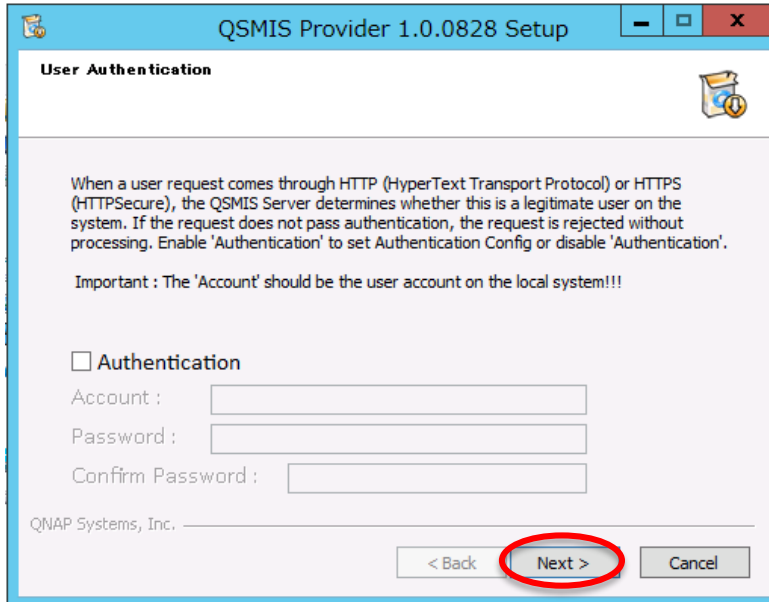 QSMIS Provider 1.0.0828 Setup
User Authentication
When a user request comes through HTTP (HyperText Transport Protocol) or HTTPS
(HTTPSecure), the QSMIS Server determines whether this is a legitimate user on the
system. If the request does not pass authentication, the request is rejected without
processing. Enable 'Authentication' to set Authentication Config or disable 'Authentication'.
Important : The 'Account' should be the user account on the local system!!!
Authentication
Account :
Password :
Confirm Password :
QNAP Systems, Inc.
< Back Next > Cancel